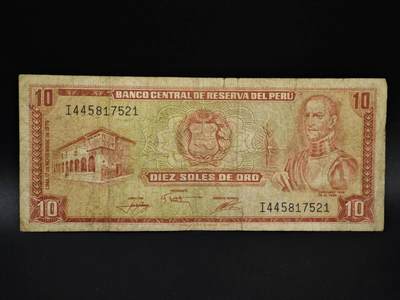 BANCO CENTRAL DE RESERVA DEL PERU
10
10
I445817521
DIEZ SOLES DE ORO
I445817521
10
10